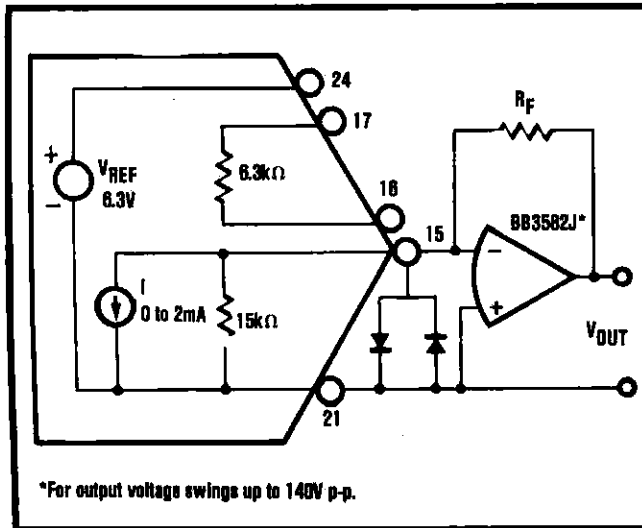 24
17
RF
+
VREF
6.3V
−
6.3kΩ
16
BB3582J*
15
−
+
I
0 to 2mA
15kΩ
VOUT
21
*For output voltage swings up to 140V p-p.